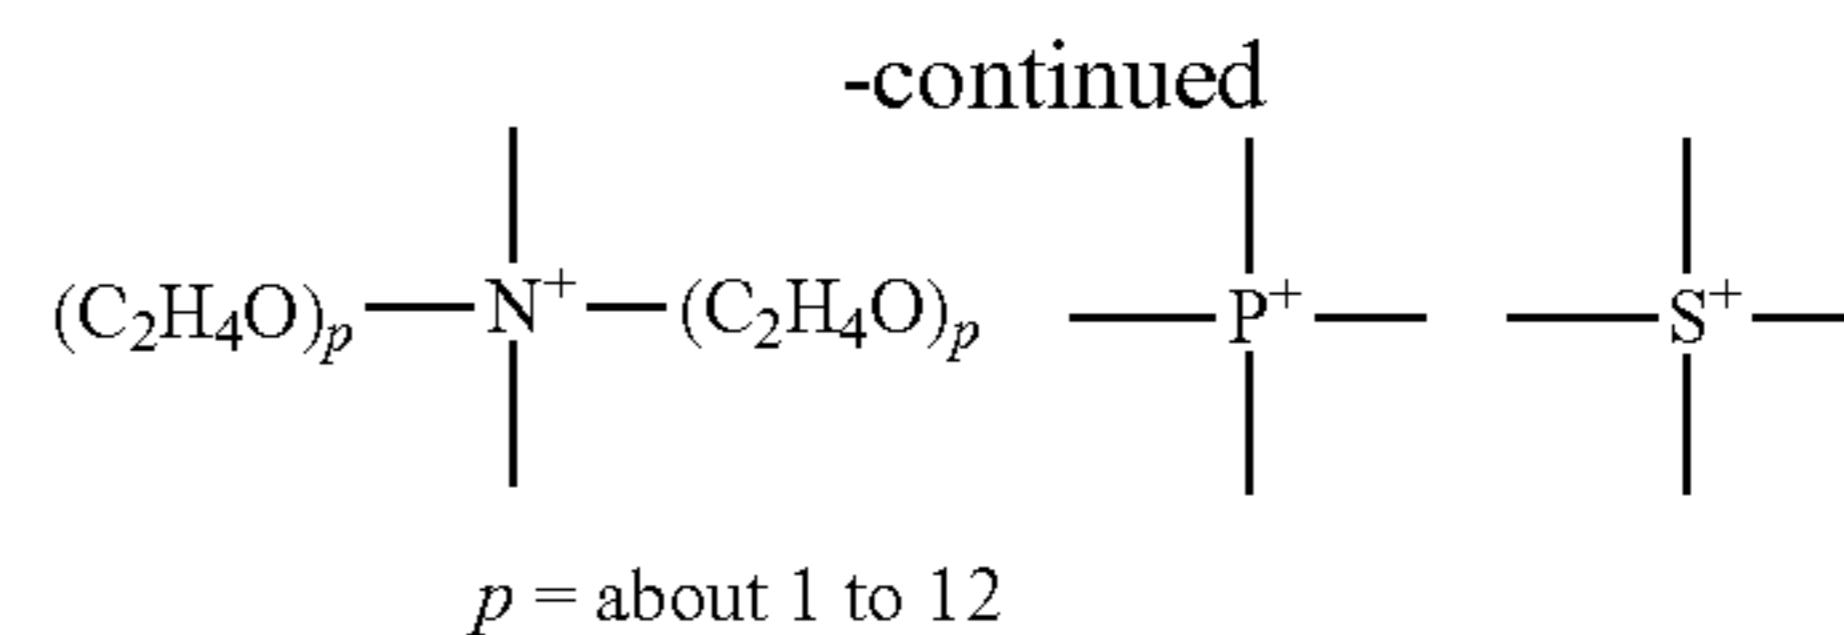 -continued
(C₂H₄O)ₚ—N⁺—(C₂H₄O)ₚ —P⁺— —S⁺—
p = about 1 to 12